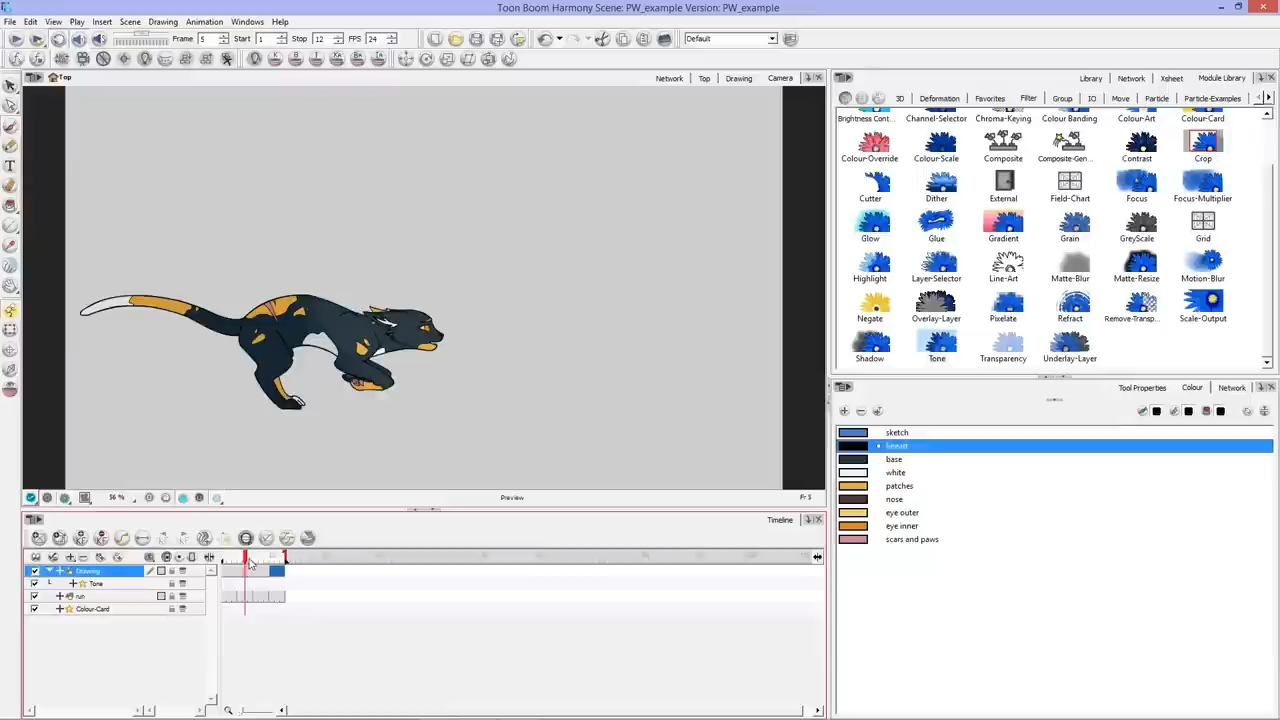 Toon Boom Harmony Scene: PW_example Version: PW_example
File Edit View Play Insert Scene Drawing Animation Windows Help
Frame 5 Start 1 Stop 12 FPS 24 Default
Top Network Top Drawing Camera
Library Network Xsheet Module Library
3D Deformation Favorites Filter Group IO Move Particle Particle-Examples
Brightness Cont... Channel-Selector Chroma-Keying Colour Banding Colour-Art Colour-Card
Colour-Override Colour-Scale Composite Composite-Gen... Contrast Crop
Cutter Dither External Field-Chart Focus Focus-Multiplier
Glow Glue Gradient Grain GreyScale Grid
Highlight Layer-Selector Line-Art Matte-Blur Matte-Resize Motion-Blur
Negate Overlay-Layer Pixelate Refract Remove-Transp... Scale-Output
Shadow Tone Transparency Underlay-Layer
Tool Properties Colour Network
sketch
lineart
base
white
patches
nose
eye outer
eye inner
scars and paws
56 % Preview Fr 5
Timeline
Drawing
Tone
run
Colour-Card